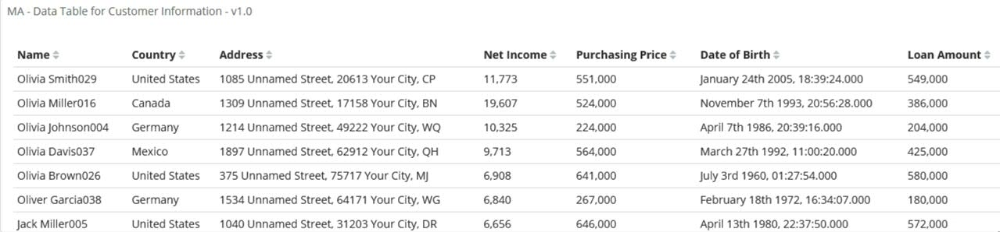 MA - Data Table for Customer Information - v1.0
Name Country Address Net Income Purchasing Price Date of Birth Loan Amount
Olivia Smith029 United States 1085 Unnamed Street, 20613 Your City, CP 11,773 551,000 January 24th 2005, 18:39:24.000 549,000
Olivia Miller016 Canada 1309 Unnamed Street, 17158 Your City, BN 19,607 524,000 November 7th 1993, 20:56:28.000 386,000
Olivia Johnson004 Germany 1214 Unnamed Street, 49222 Your City, WQ 10,325 224,000 April 7th 1986, 20:39:16.000 204,000
Olivia Davis037 Mexico 1897 Unnamed Street, 62912 Your City, QH 9,713 564,000 March 27th 1992, 11:00:20.000 425,000
Olivia Brown026 United States 375 Unnamed Street, 75717 Your City, MJ 6,908 641,000 July 3rd 1960, 01:27:54.000 580,000
Oliver Garcia038 Germany 1534 Unnamed Street, 64171 Your City, WG 6,840 267,000 February 18th 1972, 16:34:07.000 180,000
Jack Miller005 United States 1040 Unnamed Street, 31203 Your City, DR 6,656 646,000 April 13th 1980, 22:37:50.000 572,000